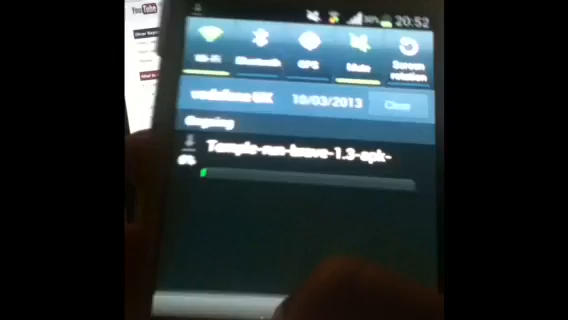 YouTube
20:52
Wi-Fi Bluetooth GPS Mute Screen rotation
vodafone UK 10/03/2013 Clear
Ongoing
Temple-run-brave-1.3-apk-
0%